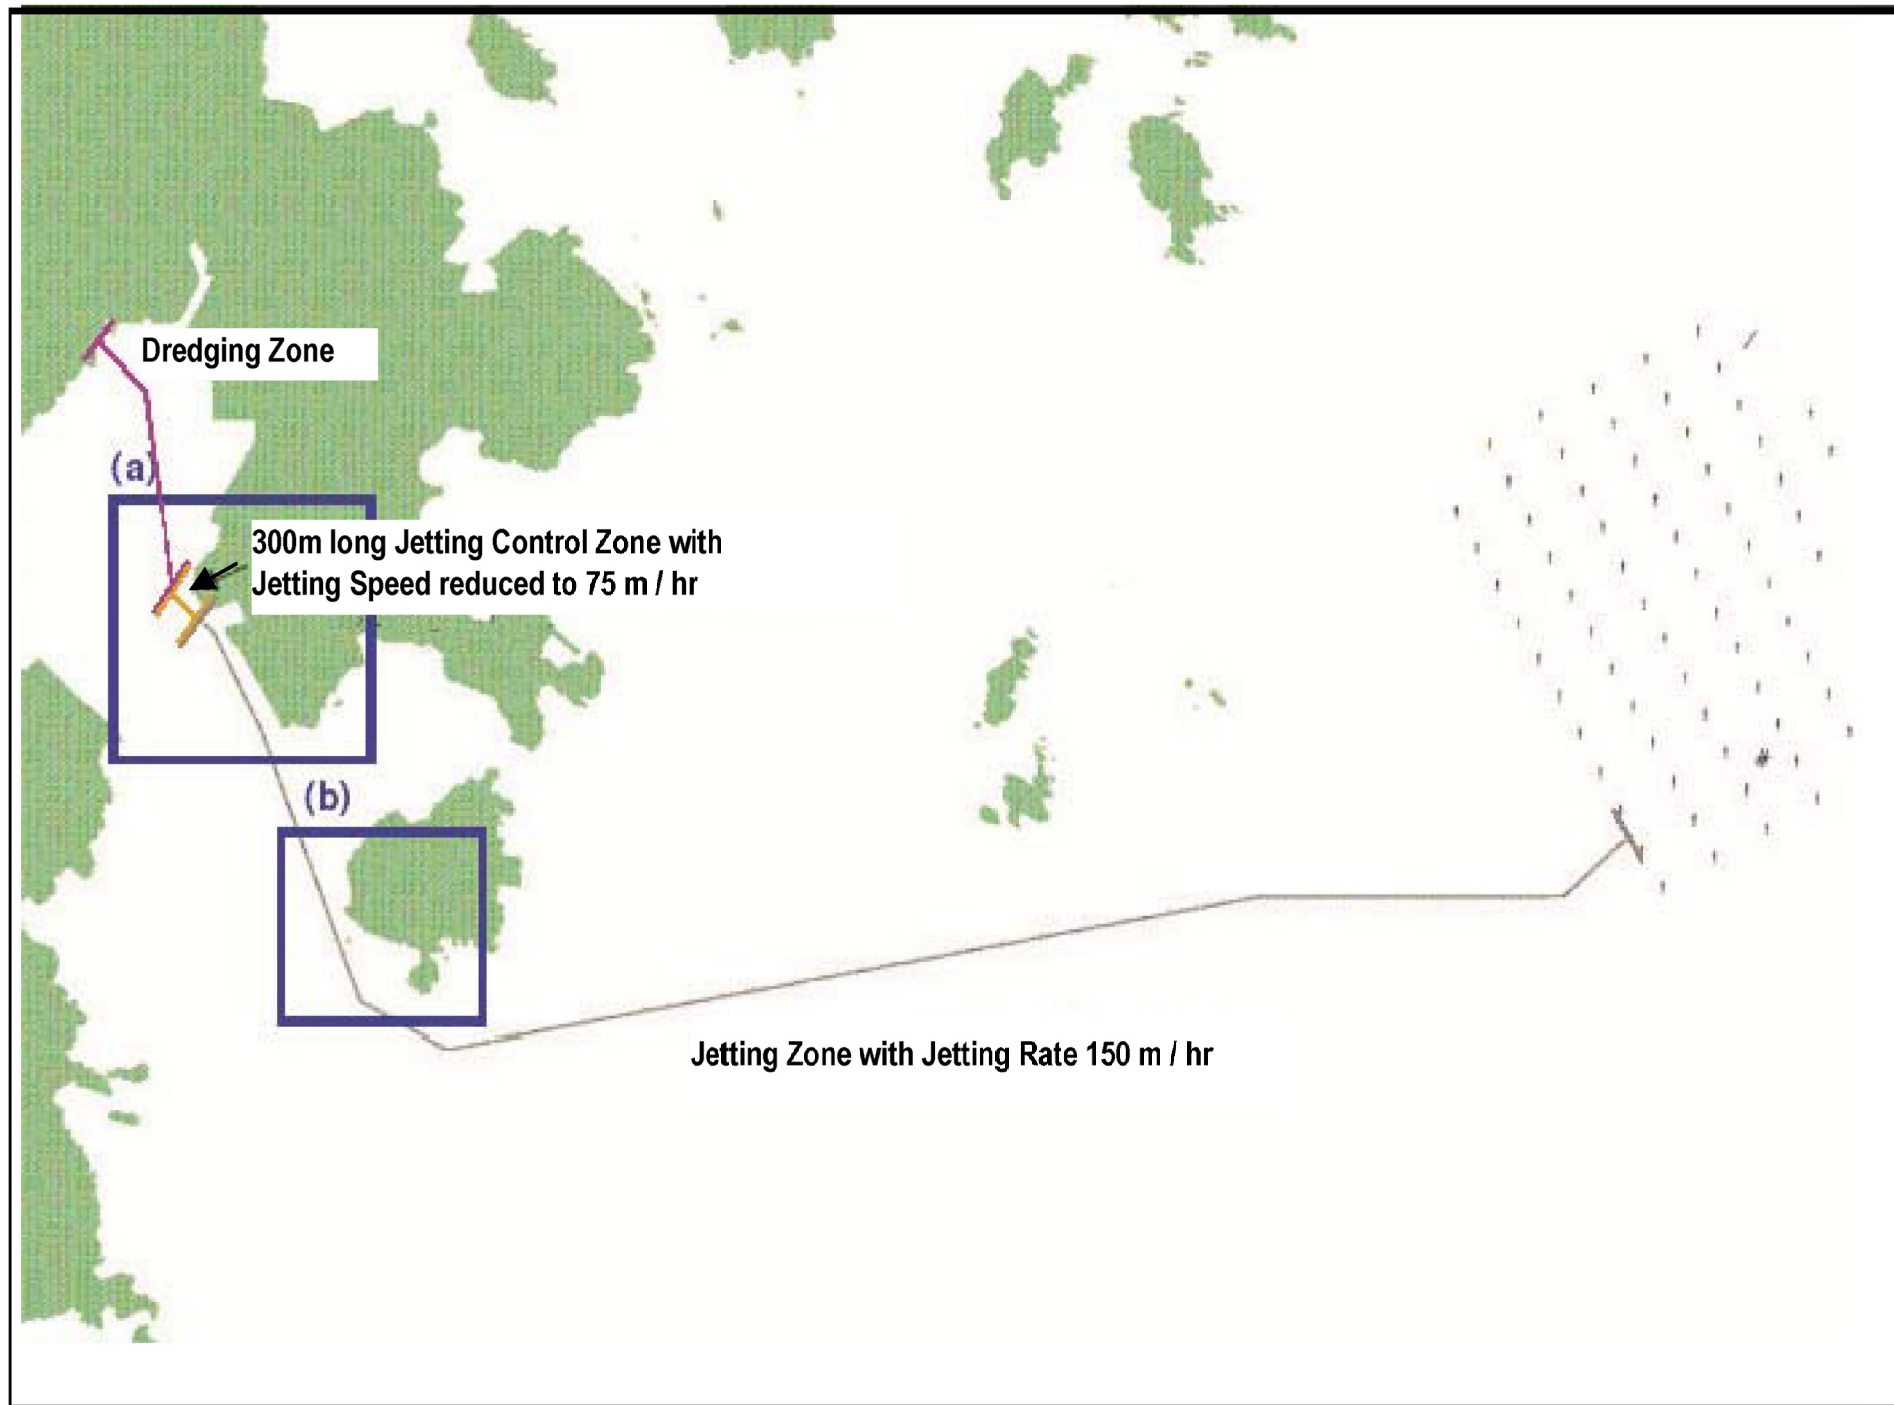 Dredging Zone
(a)
300m long Jetting Control Zone with
Jetting Speed reduced to 75 m / hr
(b)
Jetting Zone with Jetting Rate 150 m / hr